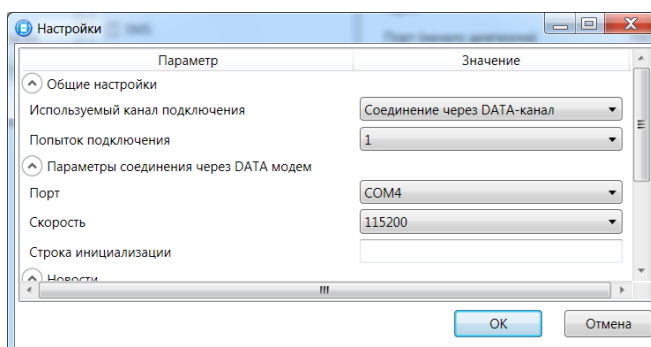 Настройки
Параметр Значение
Общие настройки
Используемый канал подключения Соединение через DATA-канал
Попыток подключения 1
Параметры соединения через DATA модем
Порт COM4
Скорость 115200
Строка инициализации
Новости
OK Отмена